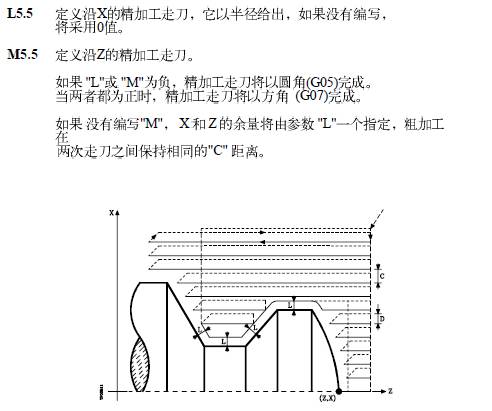 L5.5 定义沿X的精加工走刀，它以半径给出，如果没有编写，
将采用0值。
M5.5 定义沿Z的精加工走刀。
如果 "L"或 "M"为负，精加工走刀将以圆角(G05)完成。
当两者都为正时，精加工走刀将以方角 (G07)完成。
如果 没有编写"M"， X 和 Z 的余量将由参数 "L"一个指定，粗加工
在
两次走刀之间保持相同的"C" 距离。
X
C
L
D
L
L
L
Z
(Z,X)